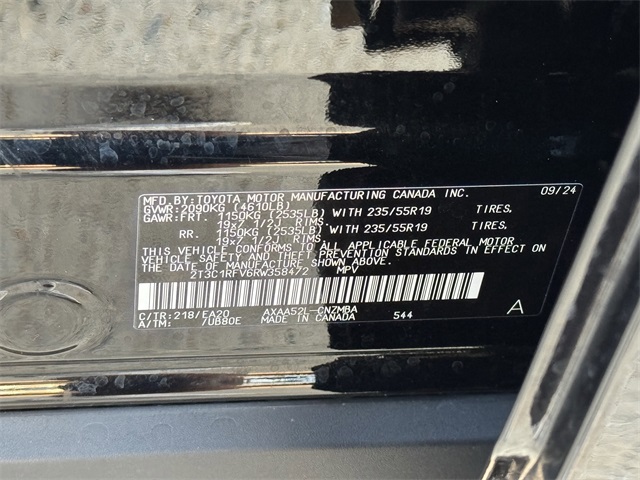 MFD.BY:TOYOTA MOTOR MANUFACTURING CANADA INC. 09/24
GVWR:2090KG (4610LB)
GAWR:FRT. 1150KG (2535LB) WITH 235/55R19 TIRES,
19x7 1/2J RIMS.
RR. 1150KG (2535LB) WITH 235/55R19 TIRES,
19x7 1/2J RIMS.
THIS VEHICLE CONFORMS TO ALL APPLICABLE FEDERAL MOTOR
VEHICLE SAFETY AND THEFT PREVENTION STANDARDS IN EFFECT ON THE
DATE OF MANUFACTURE SHOWN ABOVE.
2T3C1RFV6RW358472 MPV
C/TR:218/EA20 AXAA52L-CNZMBA
A/TM: /UB80E MADE IN CANADA 544 A